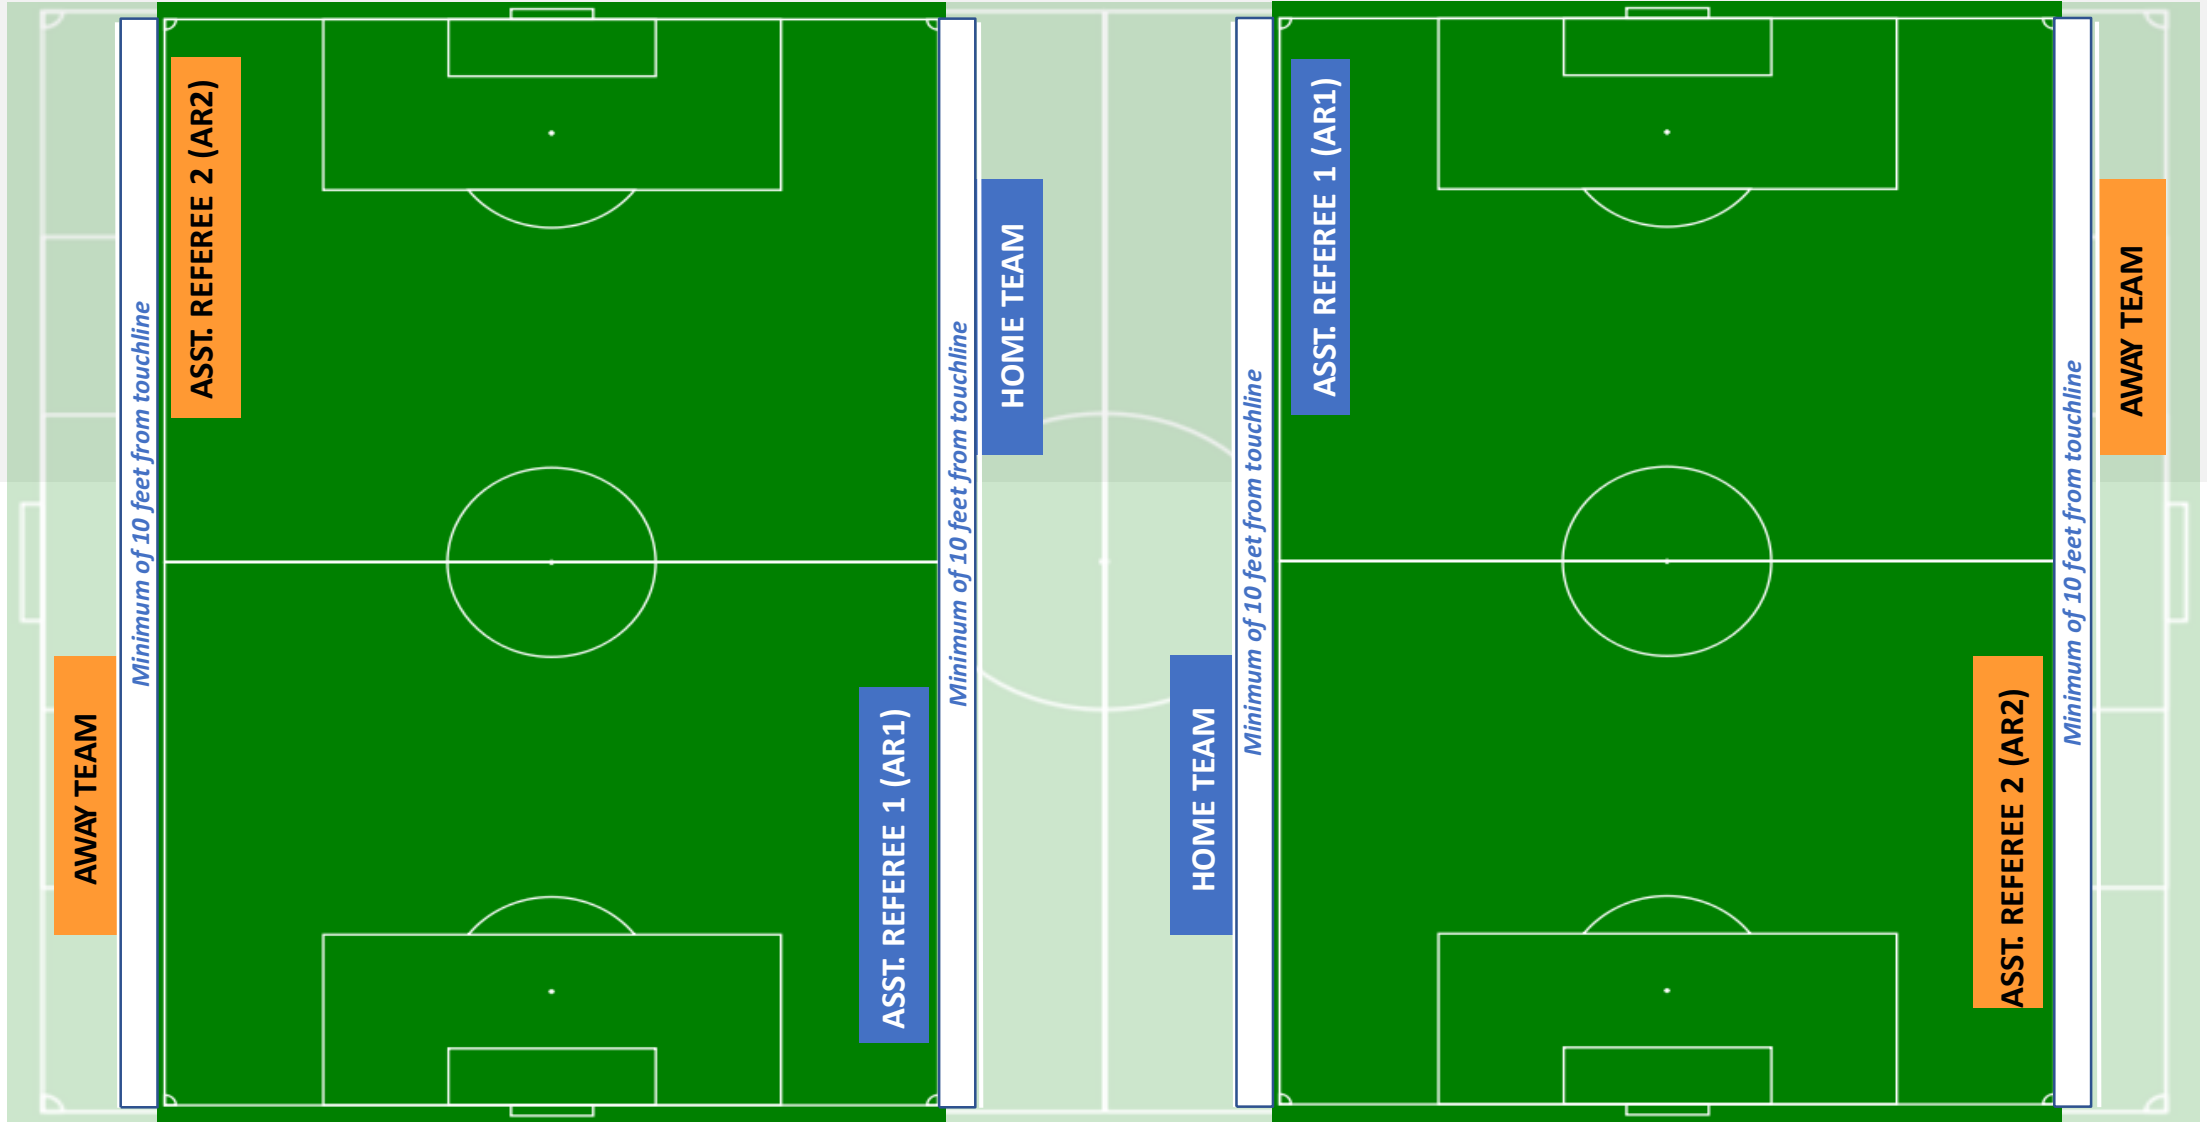 ASST. REFEREE 2 (AR2)
Minimum of 10 feet from touchline
AWAY TEAM
HOME TEAM
Minimum of 10 feet from touchline
ASST. REFEREE 1 (AR1)
ASST. REFEREE 1 (AR1)
Minimum of 10 feet from touchline
HOME TEAM
AWAY TEAM
Minimum of 10 feet from touchline
ASST. REFEREE 2 (AR2)